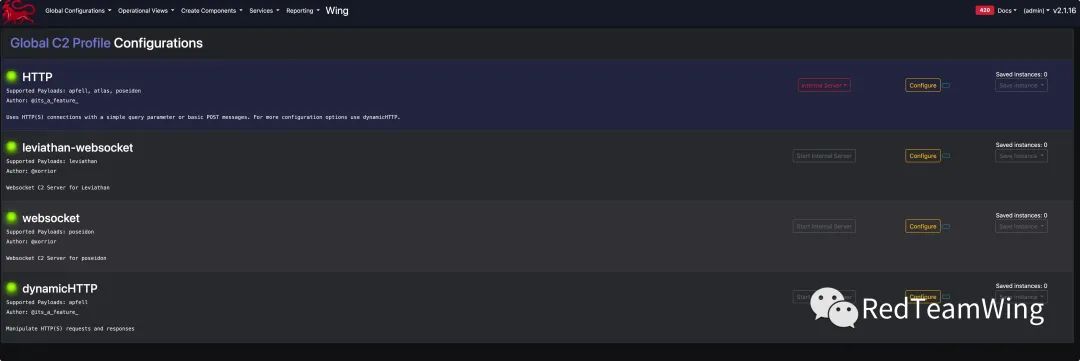 Global Configurations Operational Views Create Components Services Reporting Wing 420 Docs (admin) v2.1.16
Global C2 Profile Configurations
HTTP
Supported Payloads: apfell, atlas, poseidon
Author: @its_a_feature_
Uses HTTP(S) connections with a simple query parameter or basic POST messages. For more configuration options use dynamicHTTP.
Internal Server
Configure
Saved instances: 0
Save Instance
leviathan-websocket
Supported Payloads: leviathan
Author: @xorrior
Websocket C2 Server for Leviathan
Start Internal Server
Configure
Saved instances: 0
Save Instance
websocket
Supported Payloads: poseidon
Author: @xorrior
Websocket C2 Server for poseidon
Start Internal Server
Configure
Saved instances: 0
Save Instance
dynamicHTTP
Supported Payloads: apfell
Author: @its_a_feature_
Manipulate HTTP(S) requests and responses
Configure
Saved instances: 0
RedTeamWing